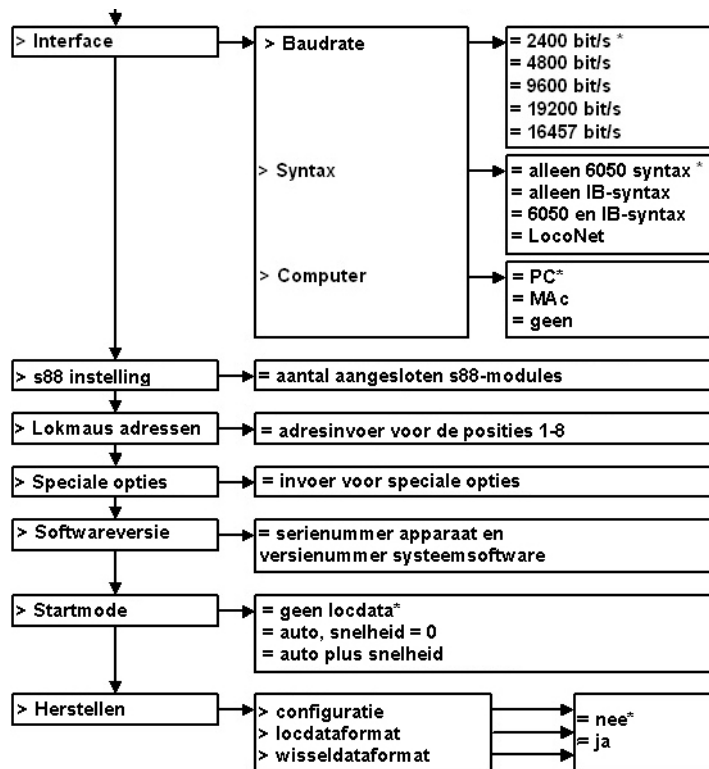 > Interface
> Baudrate
= 2400 bit/s *
= 4800 bit/s
= 9600 bit/s
= 19200 bit/s
= 16457 bit/s
> Syntax
= alleen 6050 syntax *
= alleen IB-syntax
= 6050 en IB-syntax
= LocoNet
> Computer
= PC*
= MAc
= geen
> s88 instelling
= aantal aangesloten s88-modules
> Lokmaus adressen
= adresinvoer voor de posities 1-8
> Speciale opties
= invoer voor speciale opties
> Softwareversie
= serienummer apparaat en
versienummer systeemsoftware
> Startmode
= geen locdata*
= auto, snelheid = 0
= auto plus snelheid
> Herstellen
> configuratie
> locdataformat
> wisseldataformat
= nee*
= ja